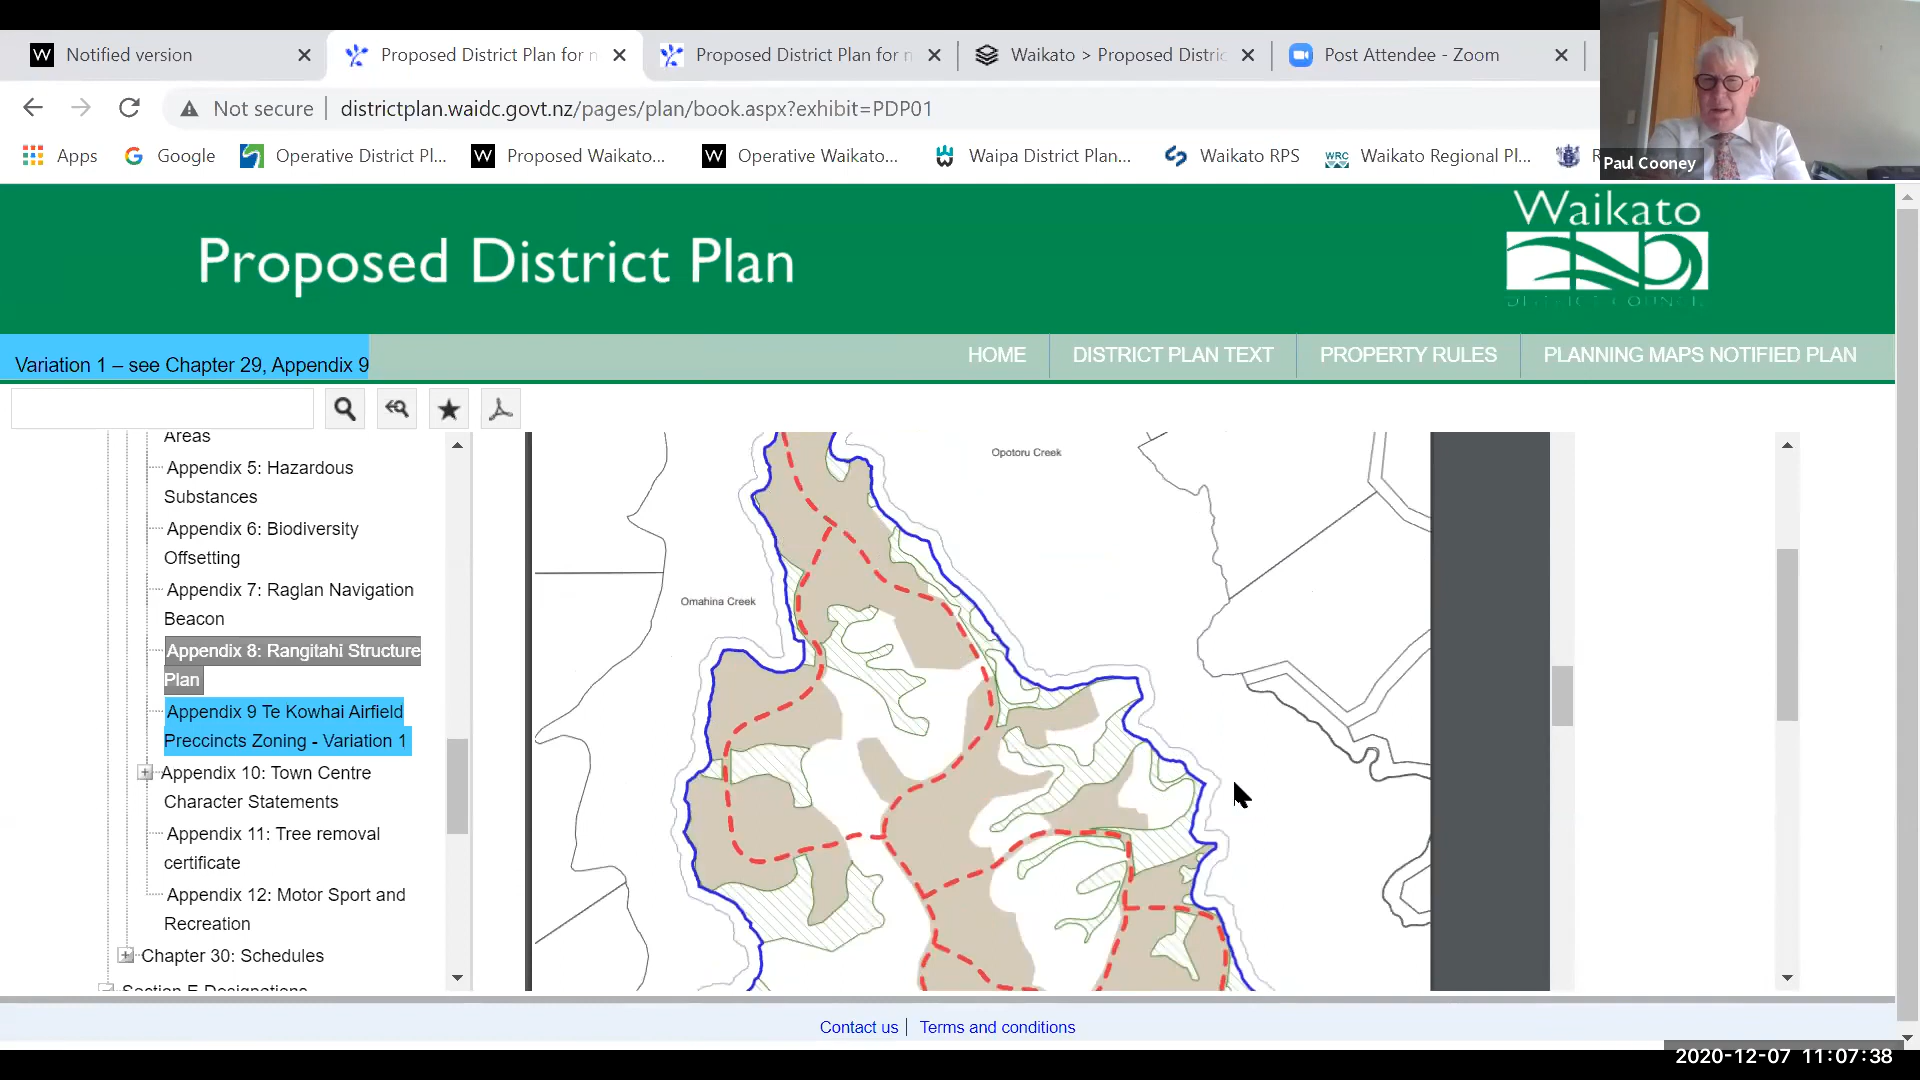 Notified version
Proposed District Plan for n
Proposed District Plan for n
Waikato > Proposed Distric
Post Attendee - Zoom
Not secure
districtplan.waidc.govt.nz/pages/plan/book.aspx?exhibit=PDP01
Apps
Google
Operative District Pl...
Proposed Waikato...
Operative Waikato...
Waipa District Plan...
Waikato RPS
WRC
Waikato Regional Pl...
Paul Cooney
Proposed District Plan
Waikato
DISTRICT COUNCIL
Variation 1 – see Chapter 29, Appendix 9
HOME
DISTRICT PLAN TEXT
PROPERTY RULES
PLANNING MAPS NOTIFIED PLAN
Areas
Appendix 5: Hazardous
Substances
Appendix 6: Biodiversity
Offsetting
Appendix 7: Raglan Navigation
Beacon
Appendix 8: Rangitahi Structure
Plan
Appendix 9 Te Kowhai Airfield
Preccincts Zoning - Variation 1
Appendix 10: Town Centre
Character Statements
Appendix 11: Tree removal
certificate
Appendix 12: Motor Sport and
Recreation
Chapter 30: Schedules
Section E Designations
Opotoru Creek
Omahina Creek
Contact us
Terms and conditions
2020-12-07 11:07:38